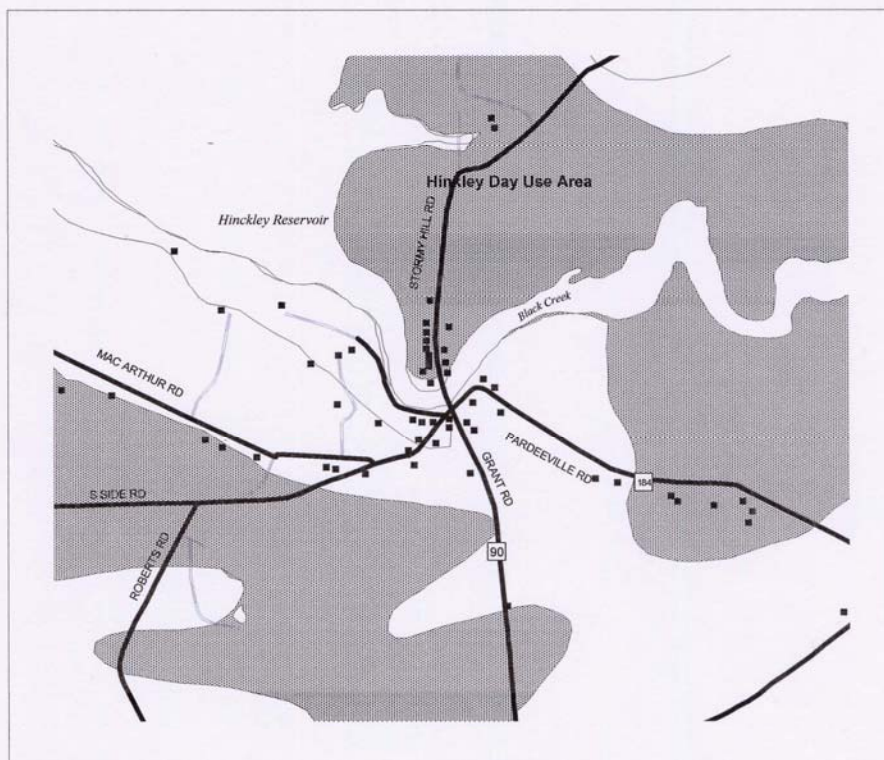 Hinkley Day Use Area
Hinckley Reservoir
STORMY HILL RD
Black Creek
MAC ARTHUR RD
PARDEEVILLE RD
184
GRANT RD
S SIDE RD
90
ROBERTS RD